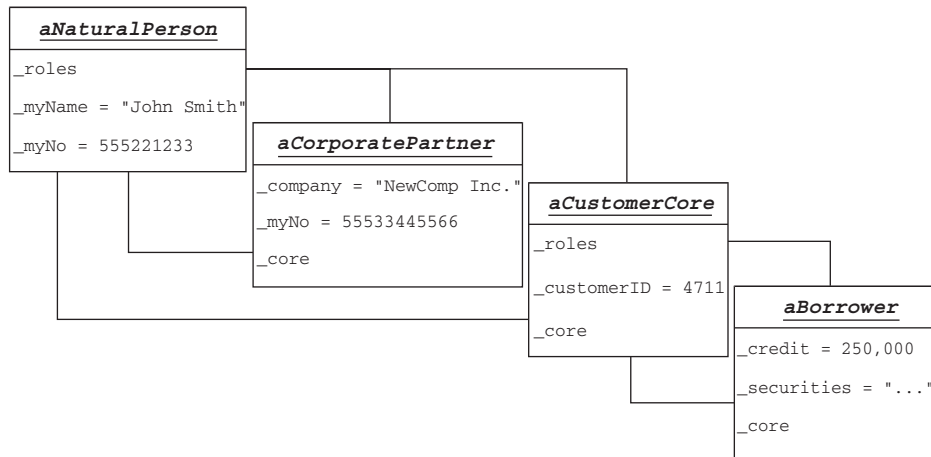 aNaturalPerson
_roles
_myName = "John Smith"
_myNo = 555221233
aCorporatePartner
_company = "NewComp Inc."
_myNo = 55533445566
_core
aCustomerCore
_roles
_customerID = 4711
_core
aBorrower
_credit = 250,000
_securities = "..."
_core